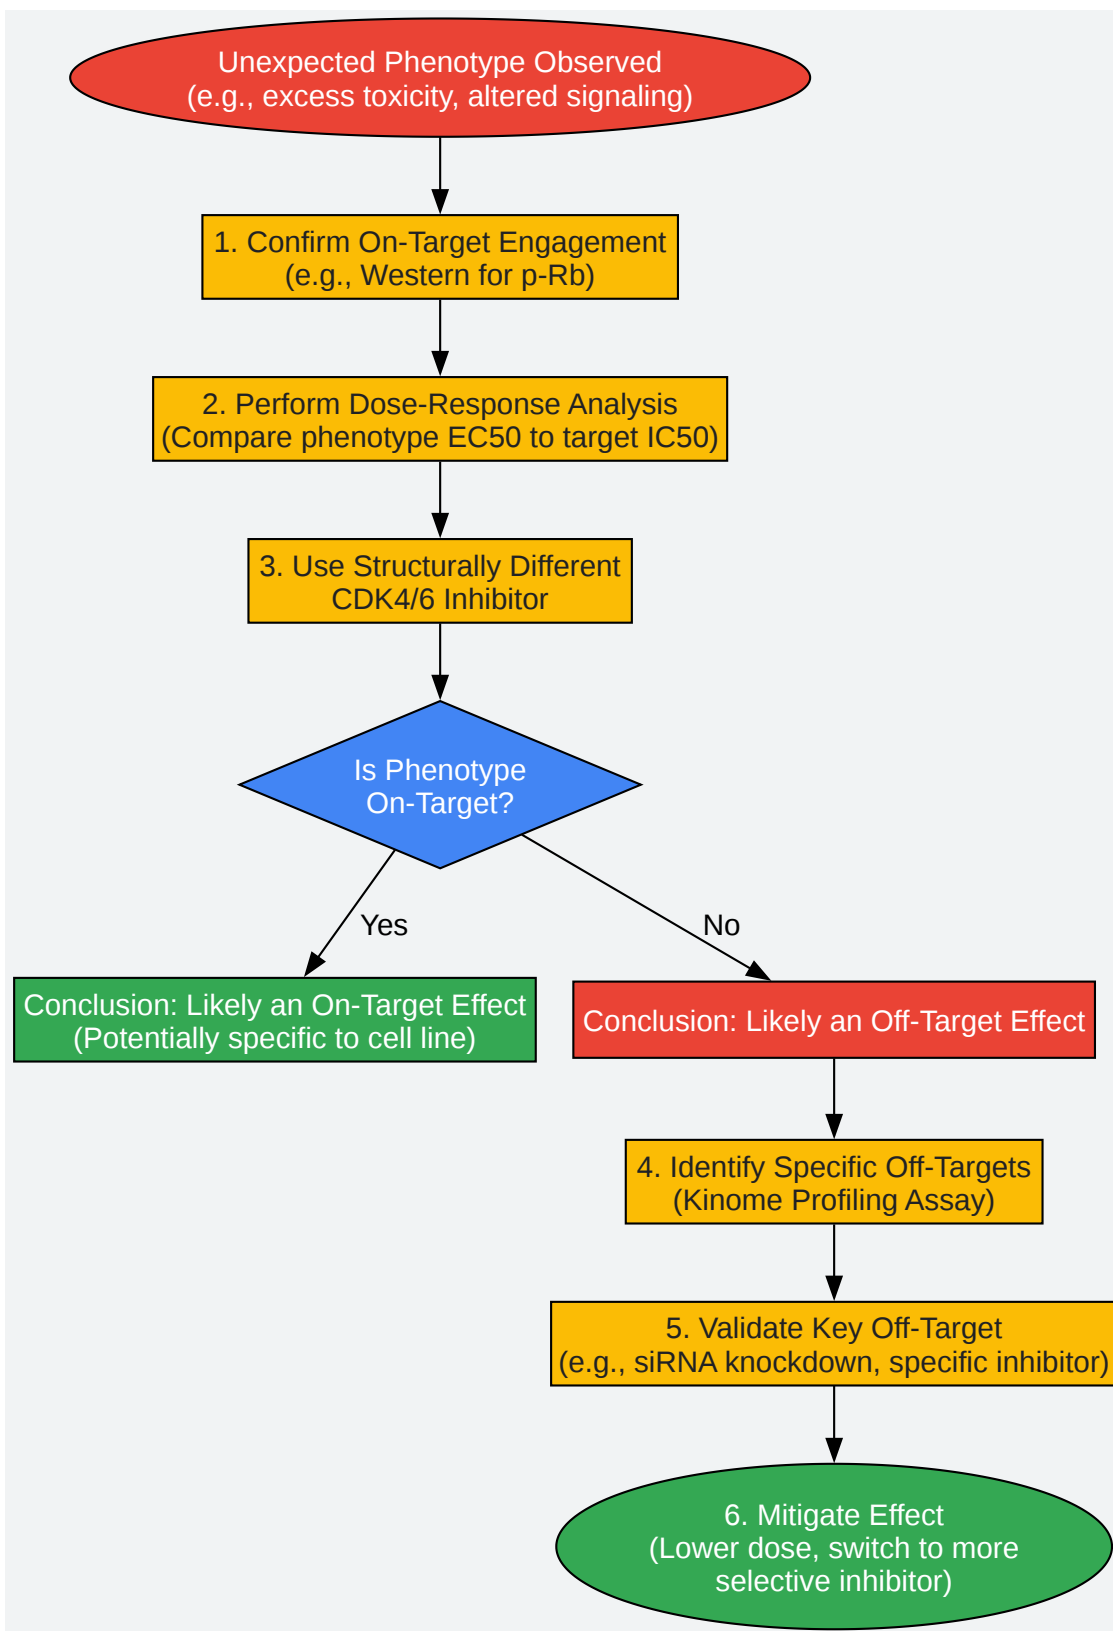 Unexpected Phenotype Observed
(e.g., excess toxicity, altered signaling)
1. Confirm On-Target Engagement
(e.g., Western for p-Rb)
2. Perform Dose-Response Analysis
(Compare phenotype EC50 to target IC50)
3. Use Structurally Different
CDK4/6 Inhibitor
Is Phenotype
On-Target?
Yes
No
Conclusion: Likely an On-Target Effect
(Potentially specific to cell line)
Conclusion: Likely an Off-Target Effect
4. Identify Specific Off-Targets
(Kinome Profiling Assay)
5. Validate Key Off-Target
(e.g., siRNA knockdown, specific inhibitor)
6. Mitigate Effect
(Lower dose, switch to more
selective inhibitor)